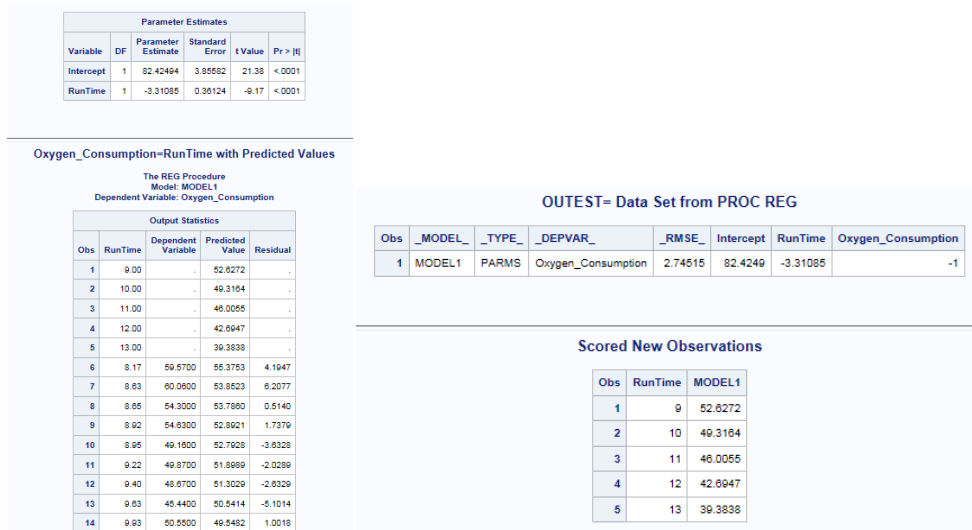 Parameter Estimates
Variable DF Parameter Estimate Standard Error t Value Pr > |t|
Intercept 1 82.42494 3.85582 21.38 <.0001
RunTime 1 -3.31085 0.36124 -9.17 <.0001
Oxygen_Consumption=RunTime with Predicted Values
The REG Procedure
Model: MODEL1
Dependent Variable: Oxygen_Consumption
Output Statistics
Obs RunTime Dependent Variable Predicted Value Residual
1 9.00 . 52.6272 .
2 10.00 . 49.3164 .
3 11.00 . 46.0055 .
4 12.00 . 42.6947 .
5 13.00 . 39.3838 .
6 8.17 59.5700 55.3753 4.1947
7 8.63 60.0600 53.8523 6.2077
8 8.65 54.3000 53.7860 0.5140
9 8.92 54.6300 52.8921 1.7379
10 8.95 49.1600 52.7928 -3.6328
11 9.22 49.8700 51.8989 -2.0289
12 9.40 48.6700 51.3029 -2.6329
13 9.63 45.4400 50.5414 -5.1014
14 9.93 50.5500 49.5482 1.0018
OUTEST= Data Set from PROC REG
Obs _MODEL_ _TYPE_ _DEPVAR_ _RMSE_ Intercept RunTime Oxygen_Consumption
1 MODEL1 PARMS Oxygen_Consumption 2.74515 82.4249 -3.31085 -1
Scored New Observations
Obs RunTime MODEL1
1 9 52.6272
2 10 49.3164
3 11 46.0055
4 12 42.6947
5 13 39.3838